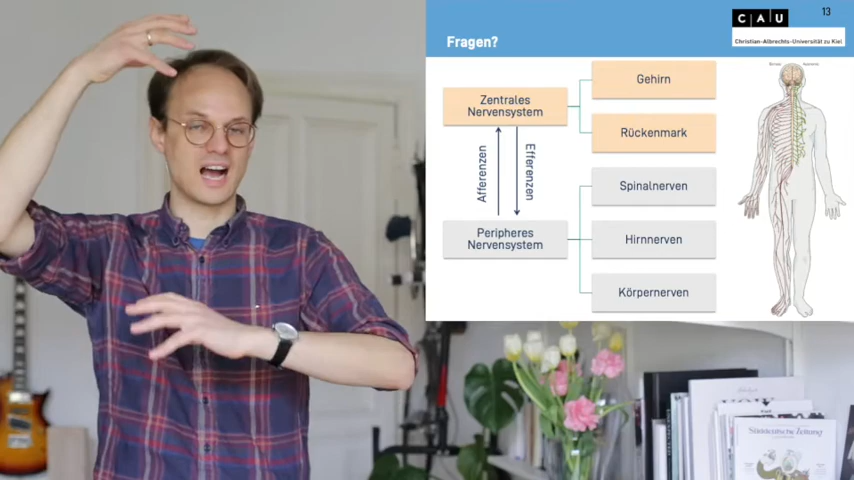 13
CAU
Christian-Albrechts-Universität zu Kiel
Fragen?
Zentrales
Nervensystem
Gehirn
Rückenmark
Afferenzen
Efferenzen
Spinalnerven
Peripheres
Nervensystem
Hirnnerven
Körpernerven
Süddeutsche Zeitung